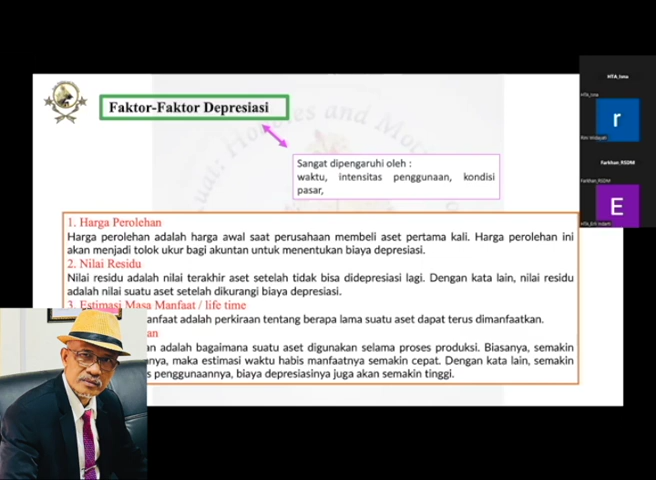 Faktor-Faktor Depresiasi
Sangat dipengaruhi oleh :
waktu, intensitas penggunaan, kondisi
pasar,
1. Harga Perolehan
Harga perolehan adalah harga awal saat perusahaan membeli aset pertama kali. Harga perolehan ini
akan menjadi tolok ukur bagi akuntan untuk menentukan biaya depresiasi.
2. Nilai Residu
Nilai residu adalah nilai terakhir aset setelah tidak bisa didepresiasi lagi. Dengan kata lain, nilai residu
adalah nilai suatu aset setelah dikurangi biaya depresiasi.
3. Estimasi Masa Manfaat / life time
anfaat adalah perkiraan tentang berapa lama suatu aset dapat terus dimanfaatkan.
an
an adalah bagaimana suatu aset digunakan selama proses produksi. Biasanya, semakin
nya, maka estimasi waktu habis manfaatnya semakin cepat. Dengan kata lain, semakin
s penggunaannya, biaya depresiasinya juga akan semakin tinggi.
HTA_Isna
HTA_Isna
r
Farkhan_RSDM
Farkhan_RSDM
E